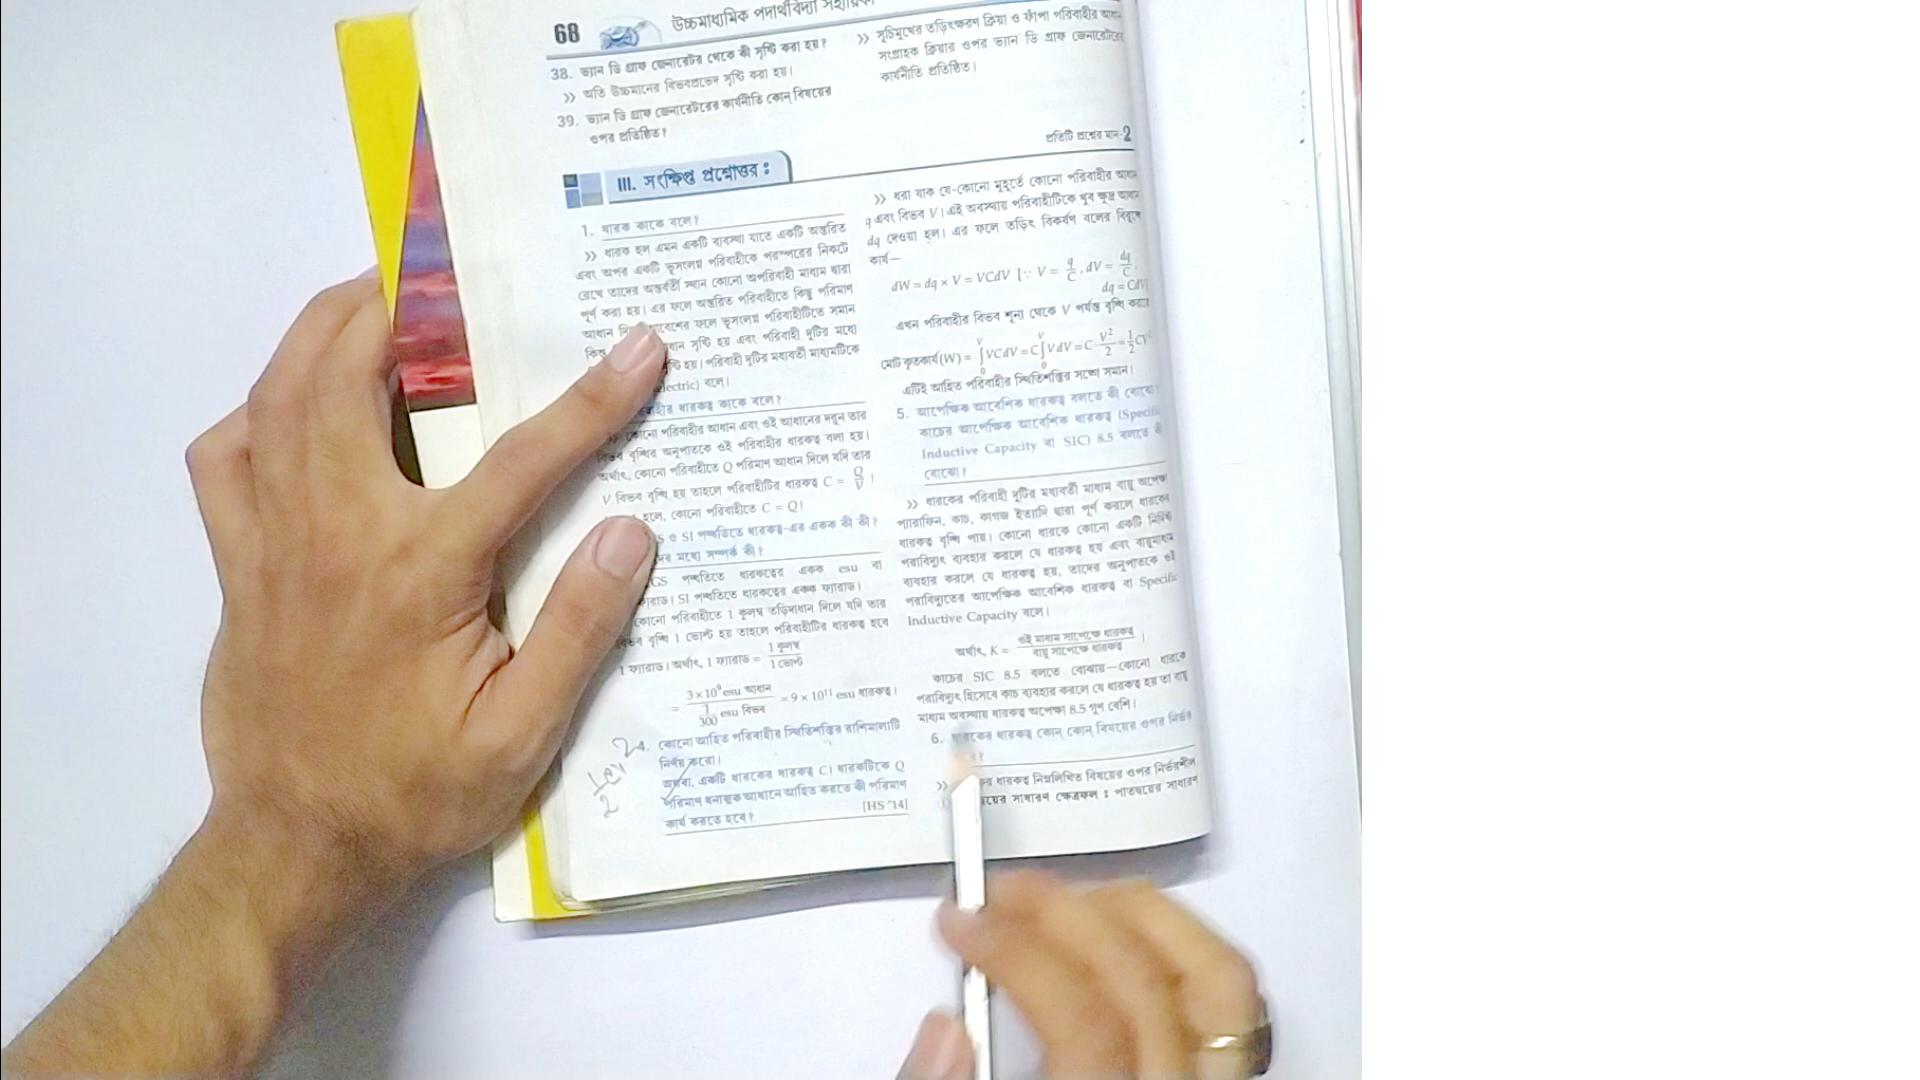 68 উচ্চমাধ্যমিক পদার্থবিদ্যা সহায়িকা
38. ভ্যান ডি গ্রাফ জেনারেটর থেকে কী সৃষ্টি করা হয়?
» অতি উচ্চমানের বিভবপ্রভেদ সৃষ্টি করা হয়।
39. ভ্যান ডি গ্রাফ জেনারেটরের কার্যনীতি কোন্ বিষয়ের
ওপর প্রতিষ্ঠিত?
» সূচিমুখের তড়িৎক্ষরণ ক্রিয়া ও ফাঁপা পরিবাহীর আধান
সংগ্রাহক ক্রিয়ার ওপর ভ্যান ডি গ্রাফ জেনারেটরের
কার্যনীতি প্রতিষ্ঠিত।
III. সংক্ষিপ্ত প্রশ্নোত্তর :
প্রতিটি প্রশ্নের মান-2
1. ধারক কাকে বলে?
» ধারক হল এমন একটি ব্যবস্থা যাতে একটি অন্তরিত
এবং অপর একটি ভূসংলগ্ন পরিবাহীকে পরস্পরের নিকটে
রেখে তাদের অন্তর্বর্তী স্থান কোনো অপরিবাহী মাধ্যম দ্বারা
পূর্ণ করা হয়। এর ফলে অন্তরিত পরিবাহীতে কিছু পরিমাণ
আধান দিলে আবেশের ফলে ভূসংলগ্ন পরিবাহীটিতে সমান
কিন্তু ধান সৃষ্টি হয় এবং পরিবাহী দুটির মধ্যে
ষ্টি হয়। পরিবাহী দুটির মধ্যবর্তী মাধ্যমটিকে
lectric) বলে।
বাহীর ধারকত্ব কাকে বলে?
» কোনো পরিবাহীর আধান এবং ওই আধানের দরুন তার
বিভব বৃদ্ধির অনুপাতকে ওই পরিবাহীর ধারকত্ব বলা হয়।
অর্থাৎ, কোনো পরিবাহীতে Q পরিমাণ আধান দিলে যদি তার
V বিভব বৃদ্ধি হয় তাহলে পরিবাহীটির ধারকত্ব C = Q/V।
হলে, কোনো পরিবাহীতে C = Q।
S ও SI পদ্ধতিতে ধারকত্ব-এর একক কী কী?
দের মধ্যে সম্পর্ক কী?
GS পদ্ধতিতে ধারকত্বের একক esu বা
ফ্যারাড। SI পদ্ধতিতে ধারকত্বের একক ফ্যারাড।
কোনো পরিবাহীতে 1 কুলম্ব তড়িদাধান দিলে যদি তার
বিভব বৃদ্ধি 1 ভোল্ট হয় তাহলে পরিবাহীটির ধারকত্ব হবে
1 ফ্যারাড। অর্থাৎ, 1 ফ্যারাড = 1 কুলম্ব / 1 ভোল্ট
= 3×10⁹ esu আধান / (1/300) esu বিভব = 9 × 10¹¹ esu ধারকত্ব।
4. কোনো আহিত পরিবাহীর স্থিতিশক্তির রাশিমালাটি
নির্ণয় করো।
অথবা, একটি ধারকের ধারকত্ব C। ধারকটিকে Q
পরিমাণ ধনাত্মক আধানে আহিত করতে কী পরিমাণ
কার্য করতে হবে? [HS '14]
» ধরা যাক যে-কোনো মুহূর্তে কোনো পরিবাহীর আধান
q এবং বিভব V। এই অবস্থায় পরিবাহীটিকে খুব ক্ষুদ্র আধান
dq দেওয়া হল। এর ফলে তড়িৎ বিকর্ষণ বলের বিরুদ্ধে
কার্য—
dW = dq × V = VCdV [∵ V = q/C, dV = dq/C,
dq = CdV]
এখন পরিবাহীর বিভব শূন্য থেকে V পর্যন্ত বৃদ্ধি করতে
মোট কৃতকার্য(W) = ∫₀ⱽ VCdV = C∫₀ⱽ VdV = C·V²/2 = ½CV²
এটিই আহিত পরিবাহীর স্থিতিশক্তির সঙ্গে সমান।
5. আপেক্ষিক আবেশিক ধারকত্ব বলতে কী বোঝো?
কাচের আপেক্ষিক আবেশিক ধারকত্ব (Specific
Inductive Capacity বা SIC) 8.5 বলতে কী
বোঝো?
» ধারকের পরিবাহী দুটির মধ্যবর্তী মাধ্যম বায়ু অপেক্ষা
প্যারাফিন, কাচ, কাগজ ইত্যাদি দ্বারা পূর্ণ করলে ধারকের
ধারকত্ব বৃদ্ধি পায়। কোনো ধারকে কোনো একটি নির্দিষ্ট
পরাবিদ্যুৎ ব্যবহার করলে যে ধারকত্ব হয় এবং বায়ুমাধ্যম
ব্যবহার করলে যে ধারকত্ব হয়, তাদের অনুপাতকে ওই
পরাবিদ্যুতের আপেক্ষিক আবেশিক ধারকত্ব বা Specific
Inductive Capacity বলে।
অর্থাৎ, K = ওই মাধ্যম সাপেক্ষে ধারকত্ব / বায়ু সাপেক্ষে ধারকত্ব।
কাচের SIC 8.5 বলতে বোঝায়—কোনো ধারকে
পরাবিদ্যুৎ হিসেবে কাচ ব্যবহার করলে যে ধারকত্ব হয় তা বায়ু
মাধ্যম অবস্থায় ধারকত্ব অপেক্ষা 8.5 গুণ বেশি।
6. ধারকের ধারকত্ব কোন্ কোন্ বিষয়ের ওপর নির্ভর
» ধারকত্ব নিম্নলিখিত বিষয়ের ওপর নির্ভরশীল
সাধারণ ক্ষেত্রফল : পাতদ্বয়ের সাধারণ